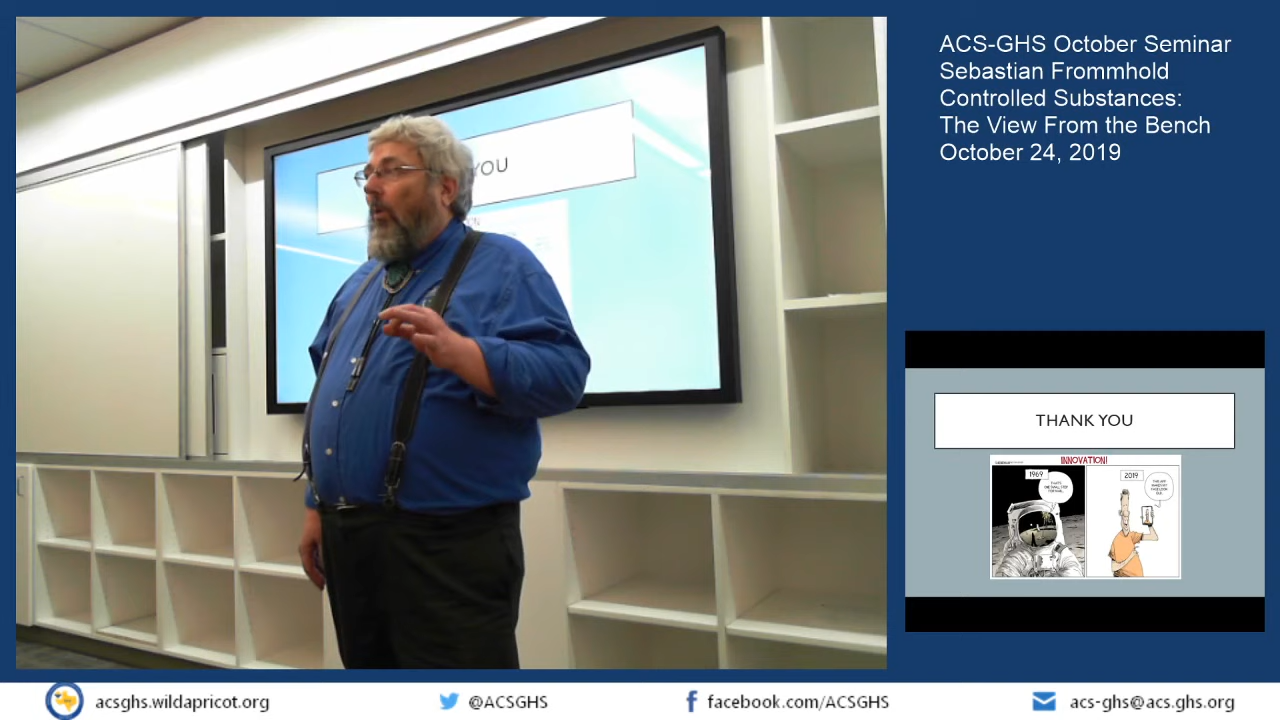 ACS-GHS October Seminar
Sebastian Frommhold
Controlled Substances:
The View From the Bench
October 24, 2019
YOU
THANK YOU
INNOVATION!
1969
2019
acsghs.wildapricot.org
@ACSGHS
facebook.com/ACSGHS
acs-ghs@acs.ghs.org